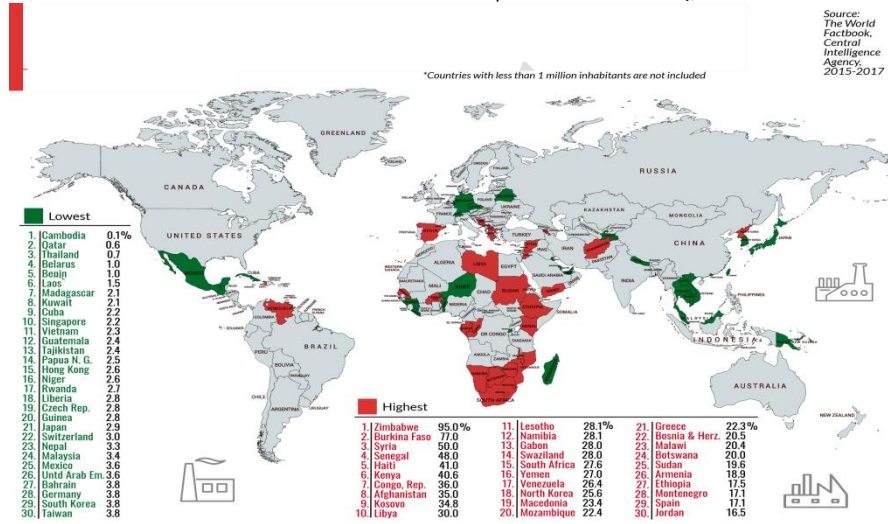 Source:
The World
Factbook,
Central
Intelligence
Agency,
2015-2017
*Countries with less than 1 million inhabitants are not included
GREENLAND
RUSSIA
CANADA
UKRAINE
KAZAKHSTAN
MONGOLIA
UNITED STATES
TURKEY
CHINA
JAPAN
IRAQ
IRAN
ALGERIA
LIBYA
EGYPT
SAUDI ARABIA
PAKISTAN
INDIA
CUBA
MAURITANIA
MALI
NIGER
CHAD
SUDAN
NIGERIA
ETHIOPIA
SOMALIA
PHILIPPINES
VENEZUELA
COLOMBIA
DR CONGO
MALAYSIA
INDONESIA
PERU
BRAZIL
BOLIVIA
ANGOLA
ZAMBIA
CHILE
ARGENTINA
URUGUAY
SOUTH AFRICA
AUSTRALIA
NEW ZEALAND
Lowest
1. Cambodia 0.1%
2. Qatar 0.6
3. Thailand 0.7
4. Belarus 1.0
5. Benin 1.0
6. Laos 1.5
7. Madagascar 2.1
8. Kuwait 2.1
9. Cuba 2.2
10. Singapore 2.2
11. Vietnam 2.3
12. Guatemala 2.4
13. Tajikistan 2.4
14. Papua N. G. 2.5
15. Hong Kong 2.6
16. Niger 2.6
17. Rwanda 2.7
18. Liberia 2.8
19. Czech Rep. 2.8
20. Guinea 2.8
21. Japan 2.9
22. Switzerland 3.0
23. Nepal 3.3
24. Malaysia 3.4
25. Mexico 3.6
26. Untd Arab Em. 3.6
27. Bahrain 3.8
28. Germany 3.8
29. South Korea 3.8
30. Taiwan 3.8
Highest
1. Zimbabwe 95.0%
2. Burkina Faso 77.0
3. Syria 50.0
4. Senegal 48.0
5. Haiti 41.0
6. Kenya 40.6
7. Congo, Rep. 36.0
8. Afghanistan 35.0
9. Kosovo 34.8
10. Libya 30.0
11. Lesotho 28.1%
12. Namibia 28.1
13. Gabon 28.0
14. Swaziland 28.0
15. South Africa 27.6
16. Yemen 27.0
17. Venezuela 26.4
18. North Korea 25.6
19. Macedonia 23.4
20. Mozambique 22.4
21. Greece 22.3%
22. Bosnia & Herz. 20.5
23. Malawi 20.4
24. Botswana 20.0
25. Sudan 19.6
26. Armenia 18.9
27. Ethiopia 17.5
28. Montenegro 17.1
29. Spain 17.1
30. Jordan 16.5